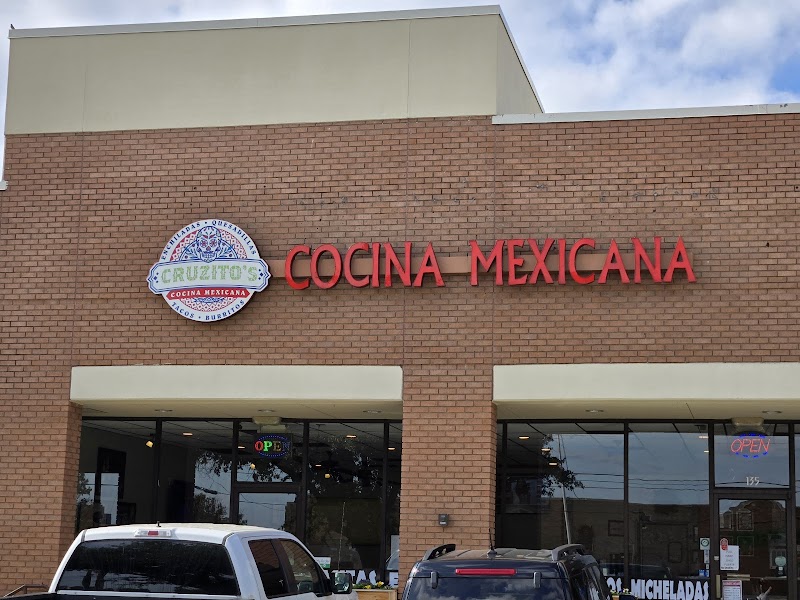 ENCHILADAS • QUESADILLAS
CRUZITO'S
COCINA MEXICANA
TACOS • BURRITOS
COCINA MEXICANA
OPEN
OPEN
135
MICHELADAS